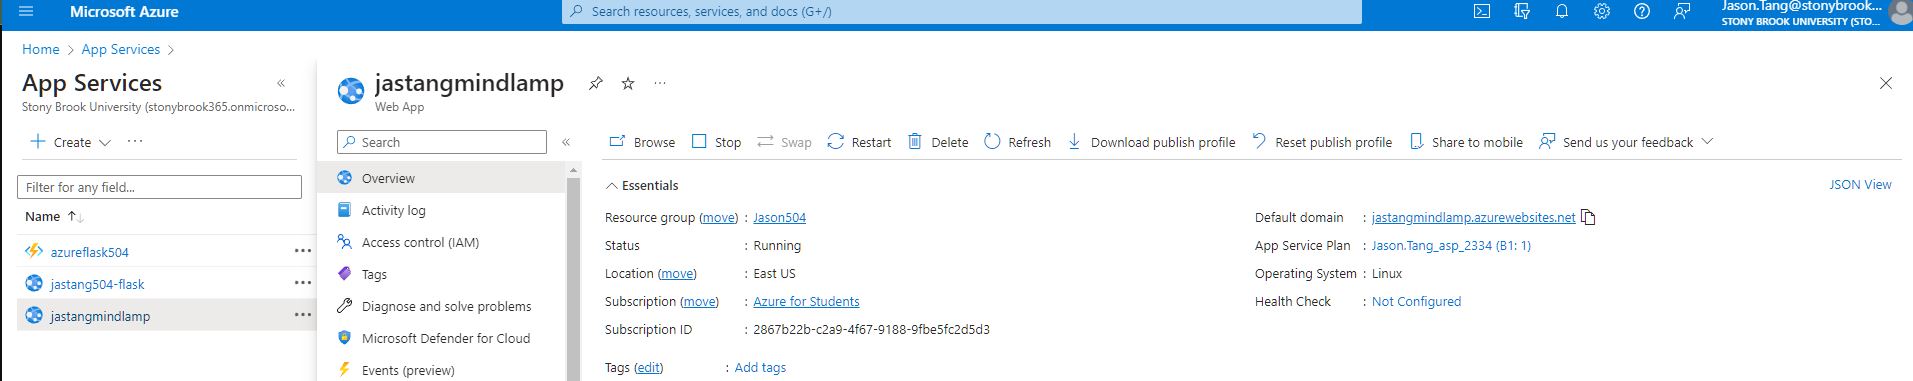 Microsoft Azure
Search resources, services, and docs (G+/)
Jason.Tang@stonybrook...
STONY BROOK UNIVERSITY (STO...
Home > App Services >
App Services
Stony Brook University (stonybrook365.onmicroso...
+ Create ...
Filter for any field...
Name
azureflask504 ...
jastang504-flask ...
jastangmindlamp ...
jastangmindlamp ...
Web App
Search
Overview
Activity log
Access control (IAM)
Tags
Diagnose and solve problems
Microsoft Defender for Cloud
Events (preview)
Browse Stop Swap Restart Delete Refresh Download publish profile Reset publish profile Share to mobile Send us your feedback
Essentials
JSON View
Resource group (move) : Jason504
Status : Running
Location (move) : East US
Subscription (move) : Azure for Students
Subscription ID : 2867b22b-c2a9-4f67-9188-9fbe5fc2d5d3
Tags (edit) : Add tags
Default domain : jastangmindlamp.azurewebsites.net
App Service Plan : Jason.Tang_asp_2334 (B1: 1)
Operating System : Linux
Health Check : Not Configured